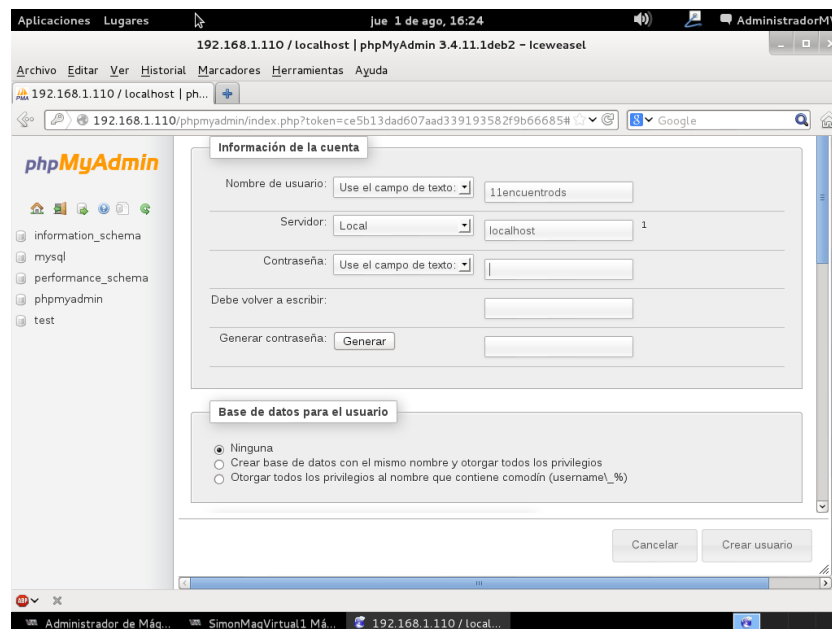 Aplicaciones Lugares jue 1 de ago, 16:24 AdministradorMV
192.168.1.110 / localhost | phpMyAdmin 3.4.11.1deb2 - Iceweasel
Archivo Editar Ver Historial Marcadores Herramientas Ayuda
192.168.1.110 / localhost | ph...
192.168.1.110/phpmyadmin/index.php?token=ce5b13dad607aad339193582f9b66685# Google
phpMyAdmin
information_schema
mysql
performance_schema
phpmyadmin
test
Información de la cuenta
Nombre de usuario: Use el campo de texto: 11encuentrods
Servidor: Local localhost 1
Contraseña: Use el campo de texto:
Debe volver a escribir:
Generar contraseña: Generar
Base de datos para el usuario
Ninguna
Crear base de datos con el mismo nombre y otorgar todos los privilegios
Otorgar todos los privilegios al nombre que contiene comodín (username\_%)
Cancelar Crear usuario
ABP
Administrador de Máq... SimonMaqVirtual1 Má... 192.168.1.110 / local...